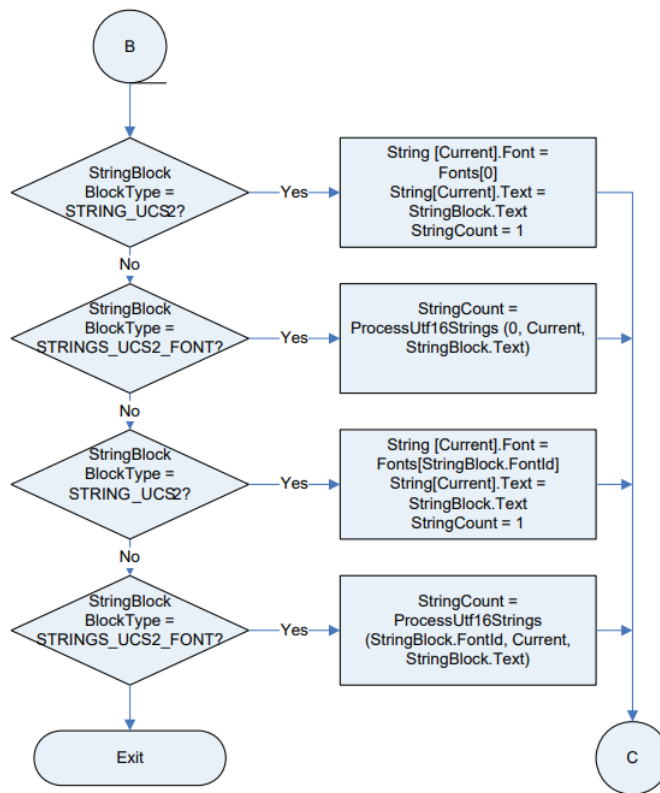 B
StringBlock
BlockType =
STRING_UCS2?
Yes
String [Current].Font =
Fonts[0]
String[Current].Text =
StringBlock.Text
StringCount = 1
No
StringBlock
BlockType =
STRINGS_UCS2_FONT?
Yes
StringCount =
ProcessUtf16Strings (0, Current,
StringBlock.Text)
No
StringBlock
BlockType =
STRING_UCS2?
Yes
String [Current].Font =
Fonts[StringBlock.FontId]
String[Current].Text =
StringBlock.Text
StringCount = 1
No
StringBlock
BlockType =
STRINGS_UCS2_FONT?
Yes
StringCount =
ProcessUtf16Strings
(StringBlock.FontId, Current,
StringBlock.Text)
Exit
C